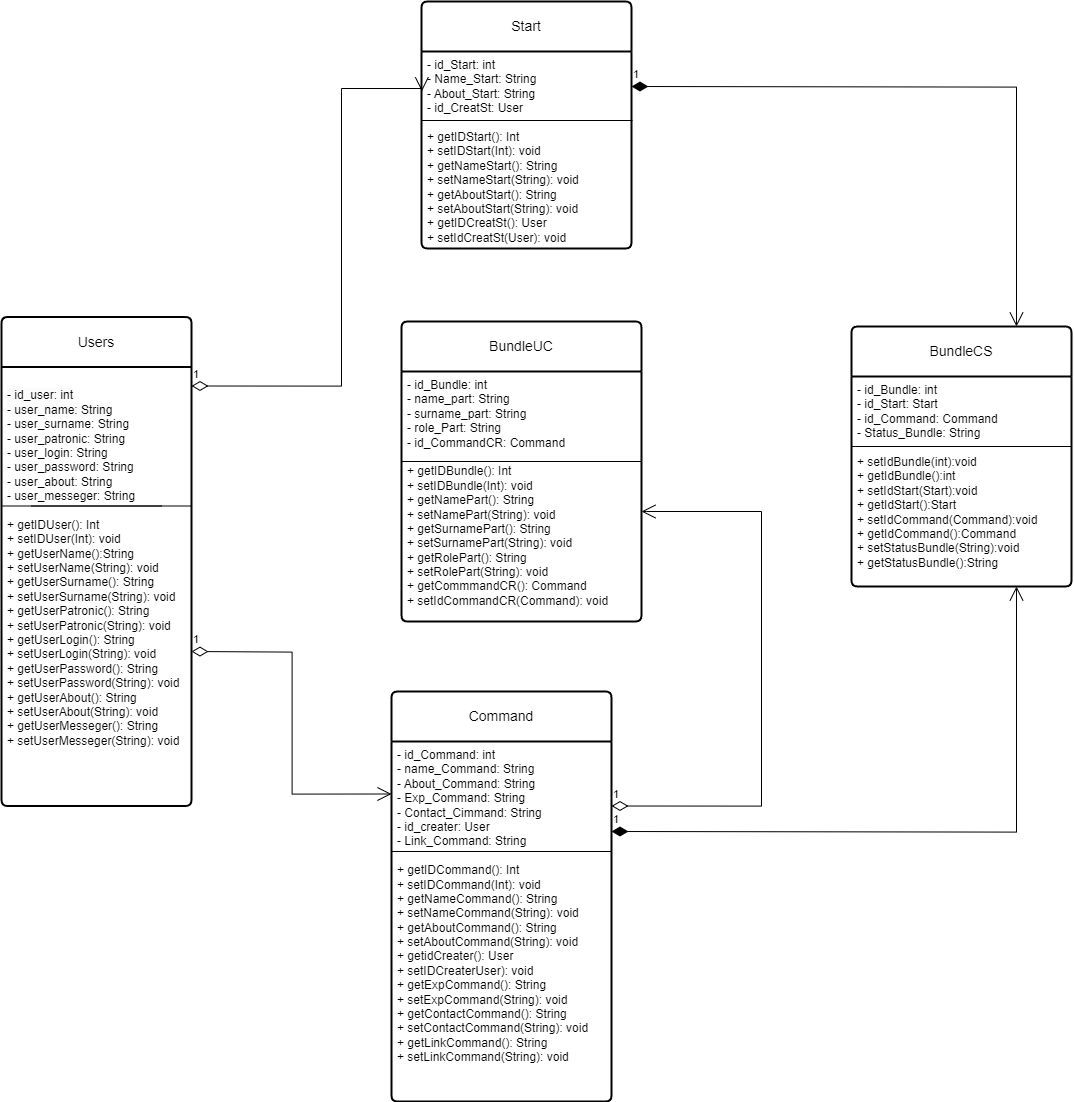 Start
- id_Start: int
- Name_Start: String
- About_Start: String
- id_CreatSt: User
+ getIDStart(): Int
+ setIDStart(Int): void
+ getNameStart(): String
+ setNameStart(String): void
+ getAboutStart(): String
+ setAboutStart(String): void
+ getIDCreatSt(): User
+ setIdCreatSt(User): void
1
Users
- id_user: int
- user_name: String
- user_surname: String
- user_patronic: String
- user_login: String
- user_password: String
- user_about: String
- user_messeger: String
+ getIDUser(): Int
+ setIDUser(Int): void
+ getUserName():String
+ setUserName(String): void
+ getUserSurname(): String
+ setUserSurname(String): void
+ getUserPatronic(): String
+ setUserPatronic(String): void
+ getUserLogin(): String
+ setUserLogin(String): void
+ getUserPassword(): String
+ setUserPassword(String): void
+ getUserAbout(): String
+ setUserAbout(String): void
+ getUserMesseger(): String
+ setUserMesseger(String): void
1
1
BundleUC
- id_Bundle: int
- name_part: String
- surname_part: String
- role_Part: String
- id_CommandCR: Command
+ getIDBundle(): Int
+ setIDBundle(Int): void
+ getNamePart(): String
+ setNamePart(String): void
+ getSurnamePart(): String
+ setSurnamePart(String): void
+ getRolePart(): String
+ setRolePart(String): void
+ getCommmandCR(): Command
+ setIdCommandCR(Command): void
BundleCS
- id_Bundle: int
- id_Start: Start
- id_Command: Command
- Status_Bundle: String
+ setIdBundle(int):void
+ getIdBundle():int
+ setIdStart(Start):void
+ getIdStart():Start
+ setIdCommand(Command):void
+ getIdCommand():Command
+ setStatusBundle(String):void
+ getStatusBundle():String
Command
- id_Command: int
- name_Command: String
- About_Command: String
- Exp_Command: String
- Contact_Cimmand: String
- id_creater: User
- Link_Command: String
+ getIDCommand(): Int
+ setIDCommand(Int): void
+ getNameCommand(): String
+ setNameCommand(String): void
+ getAboutCommand(): String
+ setAboutCommand(String): void
+ getidCreater(): User
+ setIDCreaterUser): void
+ getExpCommand(): String
+ setExpCommand(String): void
+ getContactCommand(): String
+ setContactCommand(String): void
+ getLinkCommand(): String
+ setLinkCommand(String): void
1
1